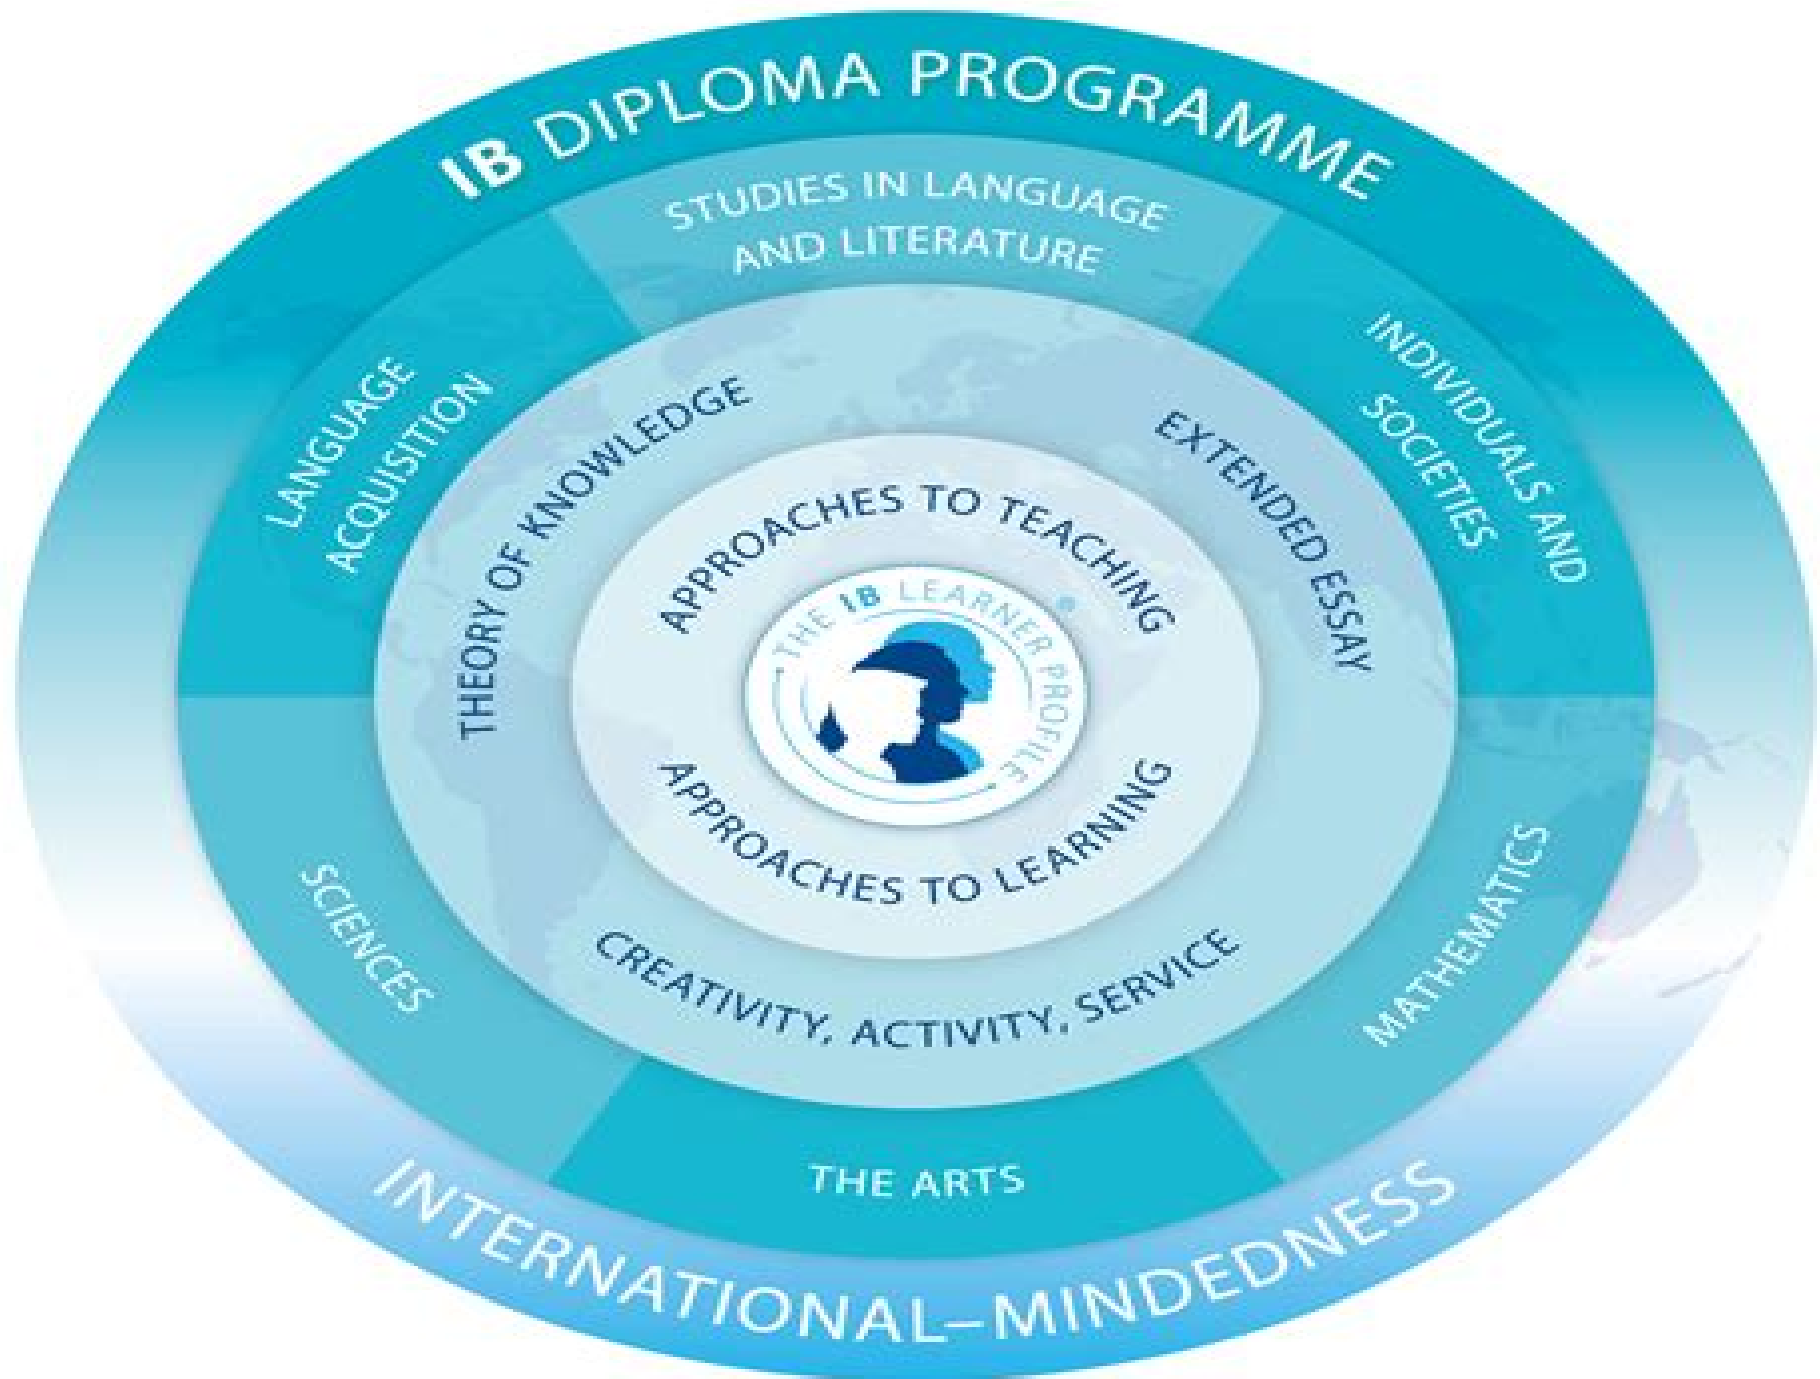 IB DIPLOMA PROGRAMME
STUDIES IN LANGUAGE
AND LITERATURE
LANGUAGE
ACQUISITION
INDIVIDUALS AND
SOCIETIES
THEORY OF KNOWLEDGE
EXTENDED ESSAY
APPROACHES TO TEACHING
THE IB LEARNER PROFILE
APPROACHES TO LEARNING
CREATIVITY, ACTIVITY, SERVICE
SCIENCES
MATHEMATICS
THE ARTS
INTERNATIONAL–MINDEDNESS